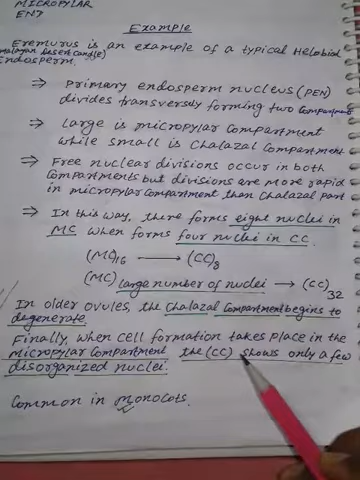 MICROPYLAR
END
Example
Eremurus is an example of a typical Helobial
(Himalayan desert candle)
Endosperm.
⇒ Primary endosperm nucleus (PEN)
divides transversly forming two compartment
⇒ Large is micropylar compartment
while small is chalazal compartment
⇒ Free nuclear divisions occur in both
compartments but divisions are more rapid
in micropylar compartment than chalazal part
⇒ In this way, there forms eight nuclei in
MC when forms four nuclei in CC.
(MC)16 → (CC)8
(MC) large number of nuclei → (CC)32
In older ovules, the chalazal compartment begins to
degenerate.
Finally, when cell formation takes place in the
micropylar compartment the (CC) shows only a few
disorganized nuclei.
Common in Monocots.